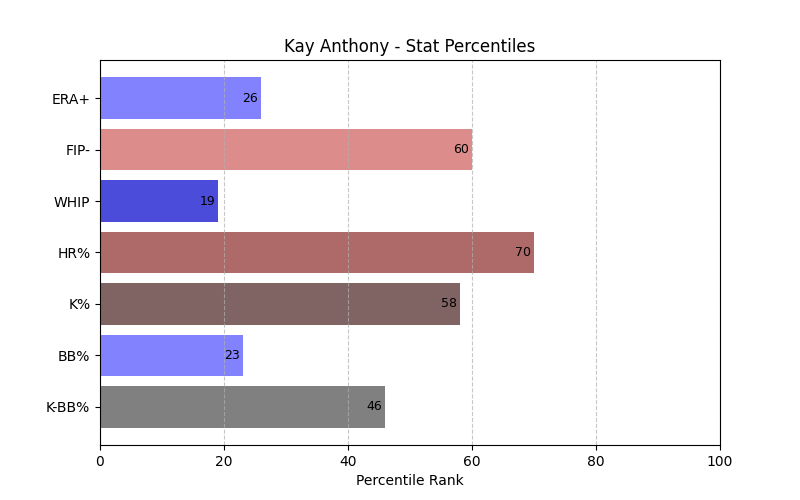 Kay Anthony - Stat Percentiles
ERA+ 26
FIP- 60
WHIP 19
HR% 70
K% 58
BB% 23
K-BB% 46
0 20 40 60 80 100
Percentile Rank